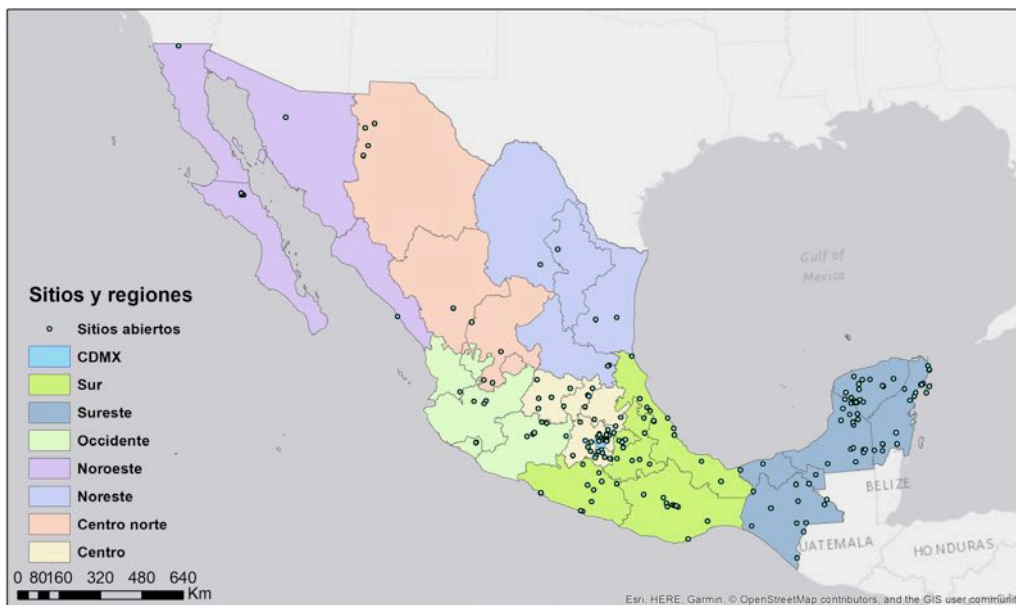 Gulf of
Mexico
Sitios y regiones
Sitios abiertos
CDMX
Sur
Sureste
Occidente
Noroeste
Noreste
Centro norte
Centro
BELIZE
UATEMALA
HONDURAS
0 80160 320 480 640
Km
Esri, HERE, Garmin, © OpenStreetMap contributors, and the GIS user communit